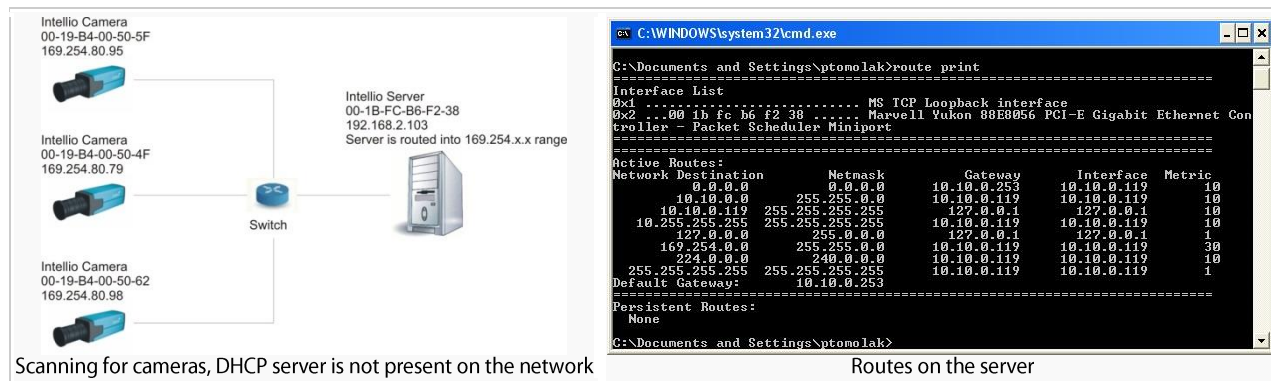 Intellio Camera
00-19-B4-00-50-5F
169.254.80.95
Intellio Camera
00-19-B4-00-50-4F
169.254.80.79
Intellio Camera
00-19-B4-00-50-62
169.254.80.98
Switch
Intellio Server
00-1B-FC-B6-F2-38
192.168.2.103
Server is routed into 169.254.x.x range
Scanning for cameras, DHCP server is not present on the network
C:\WINDOWS\system32\cmd.exe
C:\Documents and Settings\ptomolak>route print
===========================================================================
Interface List
0x1 ........................... MS TCP Loopback interface
0x2 ...00 1b fc b6 f2 38 ...... Marvell Yukon 88E8056 PCI-E Gigabit Ethernet Con
troller - Packet Scheduler Miniport
===========================================================================
===========================================================================
Active Routes:
Network Destination        Netmask          Gateway       Interface  Metric
0.0.0.0          0.0.0.0      10.10.0.253     10.10.0.119      10
10.10.0.0      255.255.0.0      10.10.0.119     10.10.0.119      10
10.10.0.119  255.255.255.255        127.0.0.1       127.0.0.1      10
10.255.255.255  255.255.255.255      10.10.0.119     10.10.0.119      10
127.0.0.0        255.0.0.0        127.0.0.1       127.0.0.1      1
169.254.0.0      255.255.0.0      10.10.0.119     10.10.0.119      30
224.0.0.0        240.0.0.0      10.10.0.119     10.10.0.119      10
255.255.255.255  255.255.255.255      10.10.0.119     10.10.0.119      1
Default Gateway:       10.10.0.253
===========================================================================
Persistent Routes:
None
C:\Documents and Settings\ptomolak>
Routes on the server